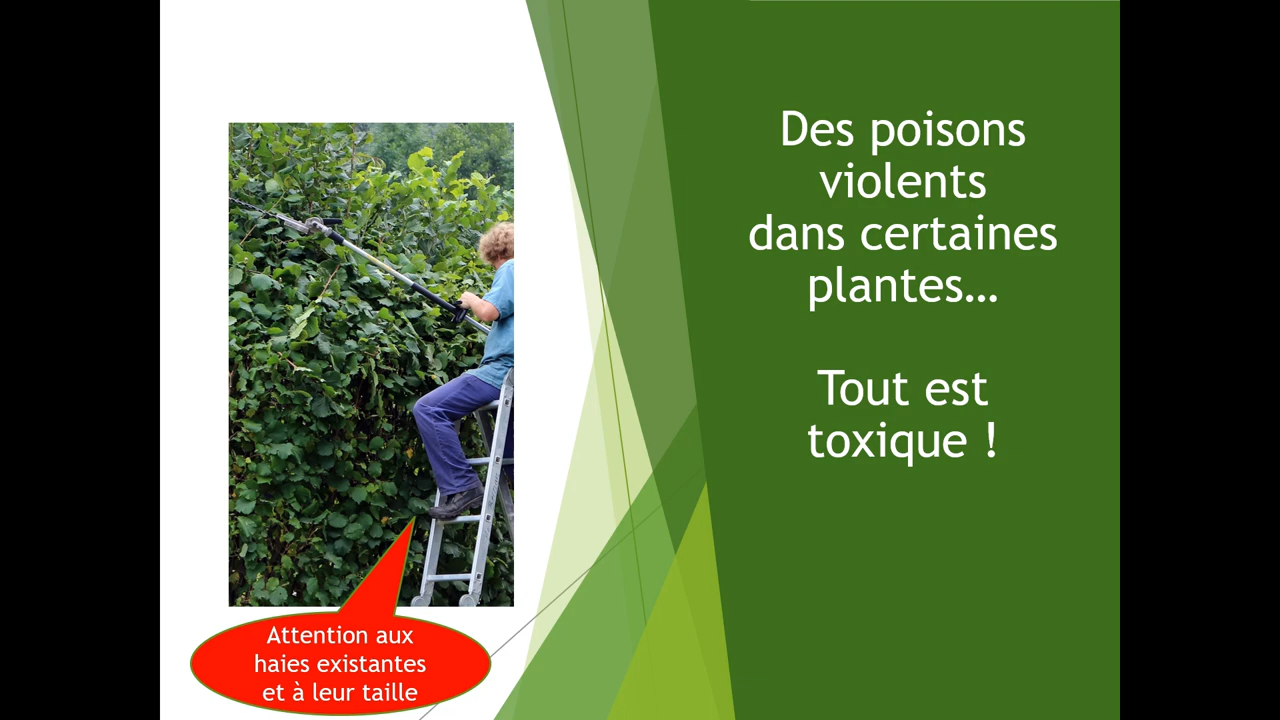 Des poisons
violents
dans certaines
plantes…
Tout est
toxique !
Attention aux
haies existantes
et à leur taille